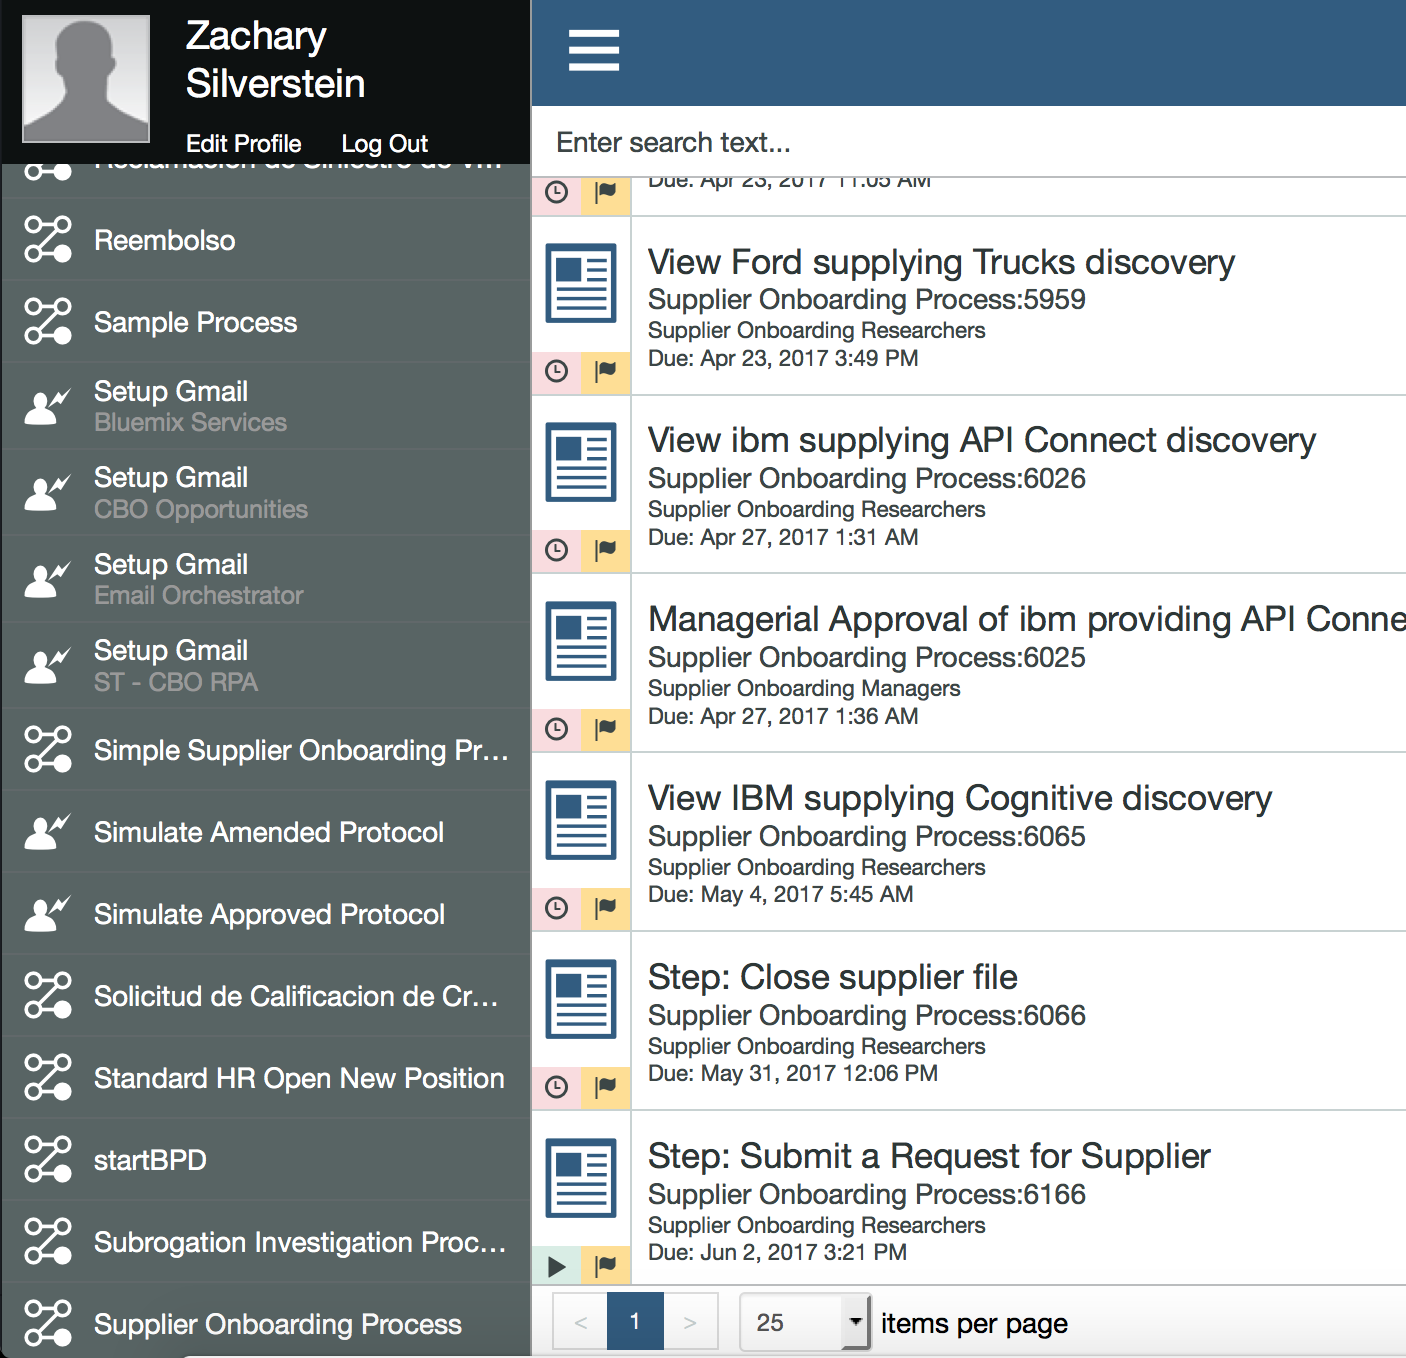 Zachary
Silverstein
Edit Profile Log Out
Reembolso
Sample Process
Setup Gmail
Bluemix Services
Setup Gmail
CBO Opportunities
Setup Gmail
Email Orchestrator
Setup Gmail
ST - CBO RPA
Simple Supplier Onboarding Pr...
Simulate Amended Protocol
Simulate Approved Protocol
Solicitud de Calificacion de Cr...
Standard HR Open New Position
startBPD
Subrogation Investigation Proc...
Supplier Onboarding Process
Enter search text...
Due: Apr 23, 2017 11:05 AM
View Ford supplying Trucks discovery
Supplier Onboarding Process:5959
Supplier Onboarding Researchers
Due: Apr 23, 2017 3:49 PM
View ibm supplying API Connect discovery
Supplier Onboarding Process:6026
Supplier Onboarding Researchers
Due: Apr 27, 2017 1:31 AM
Managerial Approval of ibm providing API Conne
Supplier Onboarding Process:6025
Supplier Onboarding Managers
Due: Apr 27, 2017 1:36 AM
View IBM supplying Cognitive discovery
Supplier Onboarding Process:6065
Supplier Onboarding Researchers
Due: May 4, 2017 5:45 AM
Step: Close supplier file
Supplier Onboarding Process:6066
Supplier Onboarding Researchers
Due: May 31, 2017 12:06 PM
Step: Submit a Request for Supplier
Supplier Onboarding Process:6166
Supplier Onboarding Researchers
Due: Jun 2, 2017 3:21 PM
< 1 > 25 items per page